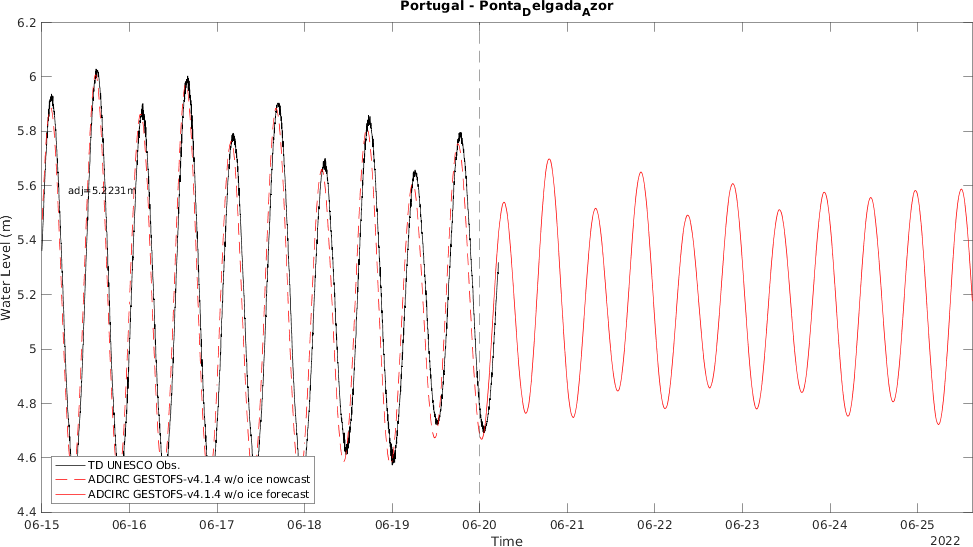 Portugal - Ponta_Delgada_Azor
6.2
6
5.8
5.6
5.4
5.2
5
4.8
4.6
4.4
Water Level (m)
adj=5.2231m
TD UNESCO Obs.
ADCIRC GESTOFS-v4.1.4 w/o ice nowcast
ADCIRC GESTOFS-v4.1.4 w/o ice forecast
06-15 06-16 06-17 06-18 06-19 06-20 06-21 06-22 06-23 06-24 06-25
Time
2022